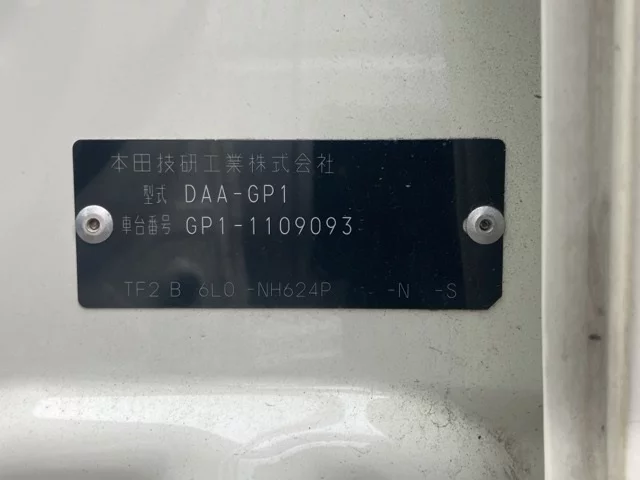 本田技研工業株式会社
型式 DAA-GP1
車台番号 GP1-1109093
TF2 B 6L0 -NH624P -N -S